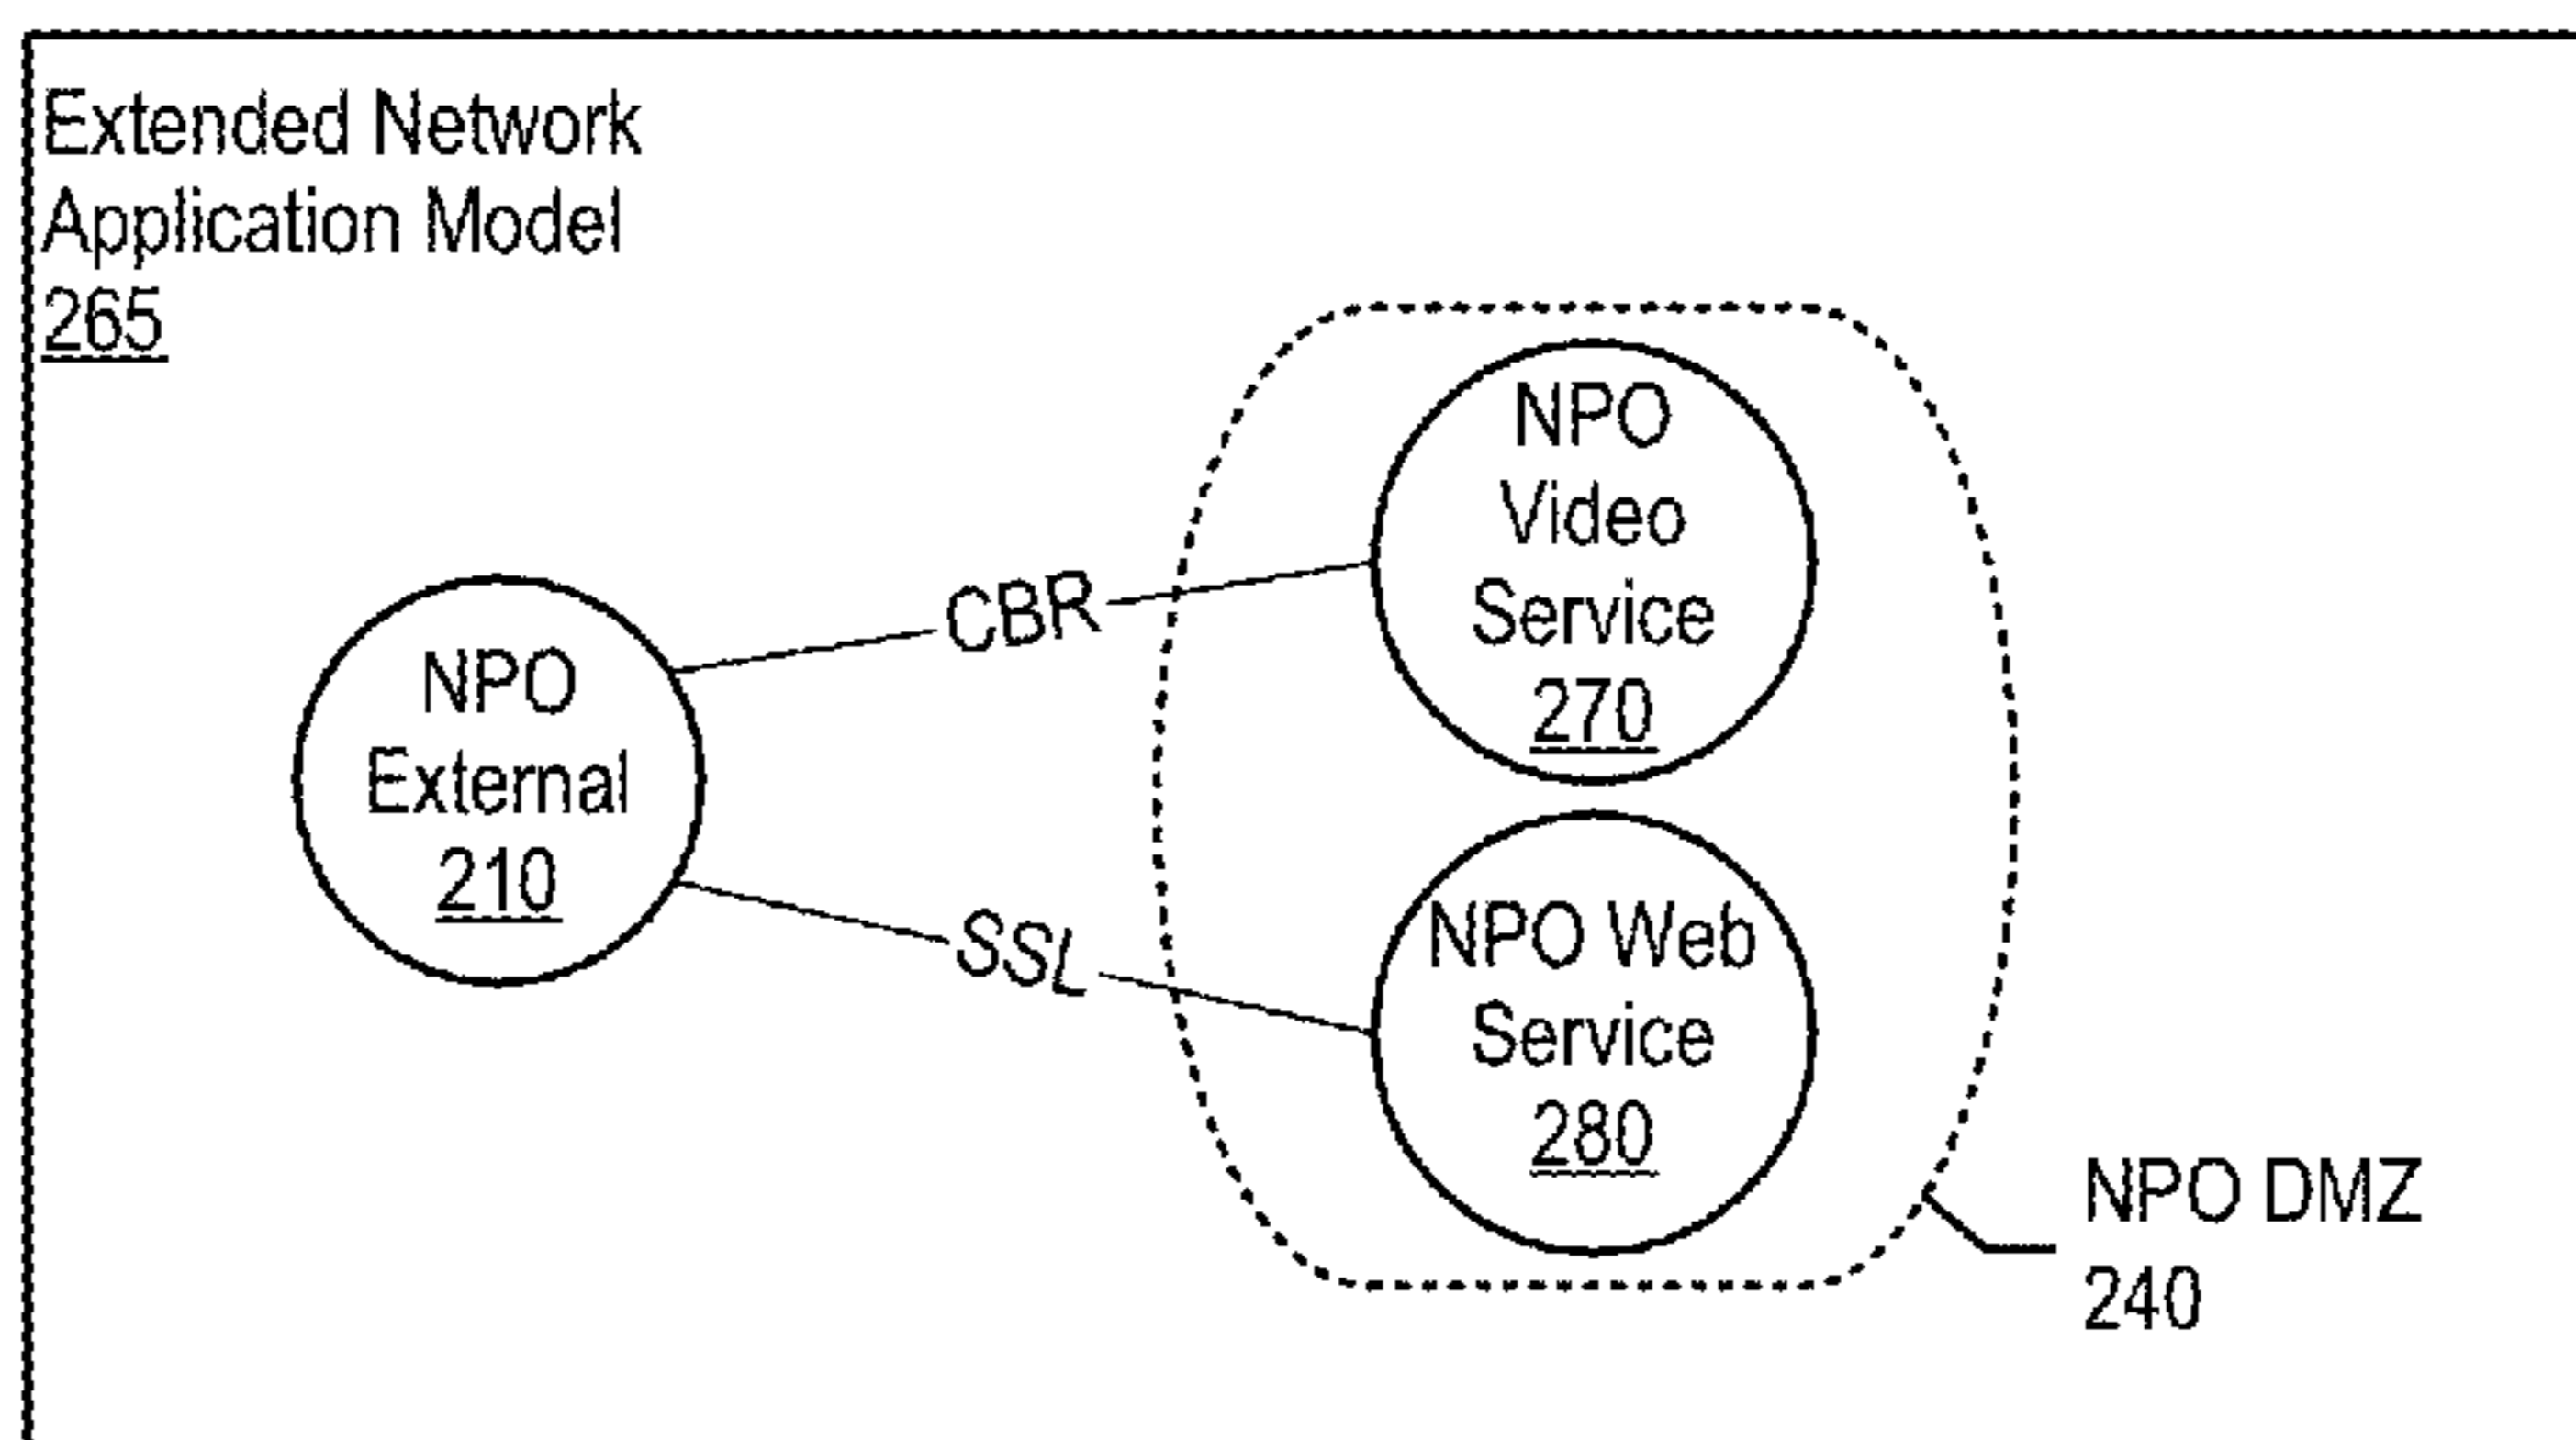 Extended Network
Application Model
265
NPO
External
210
CBR
SSL
NPO
Video
Service
270
NPO Web
Service
280
NPO DMZ
240